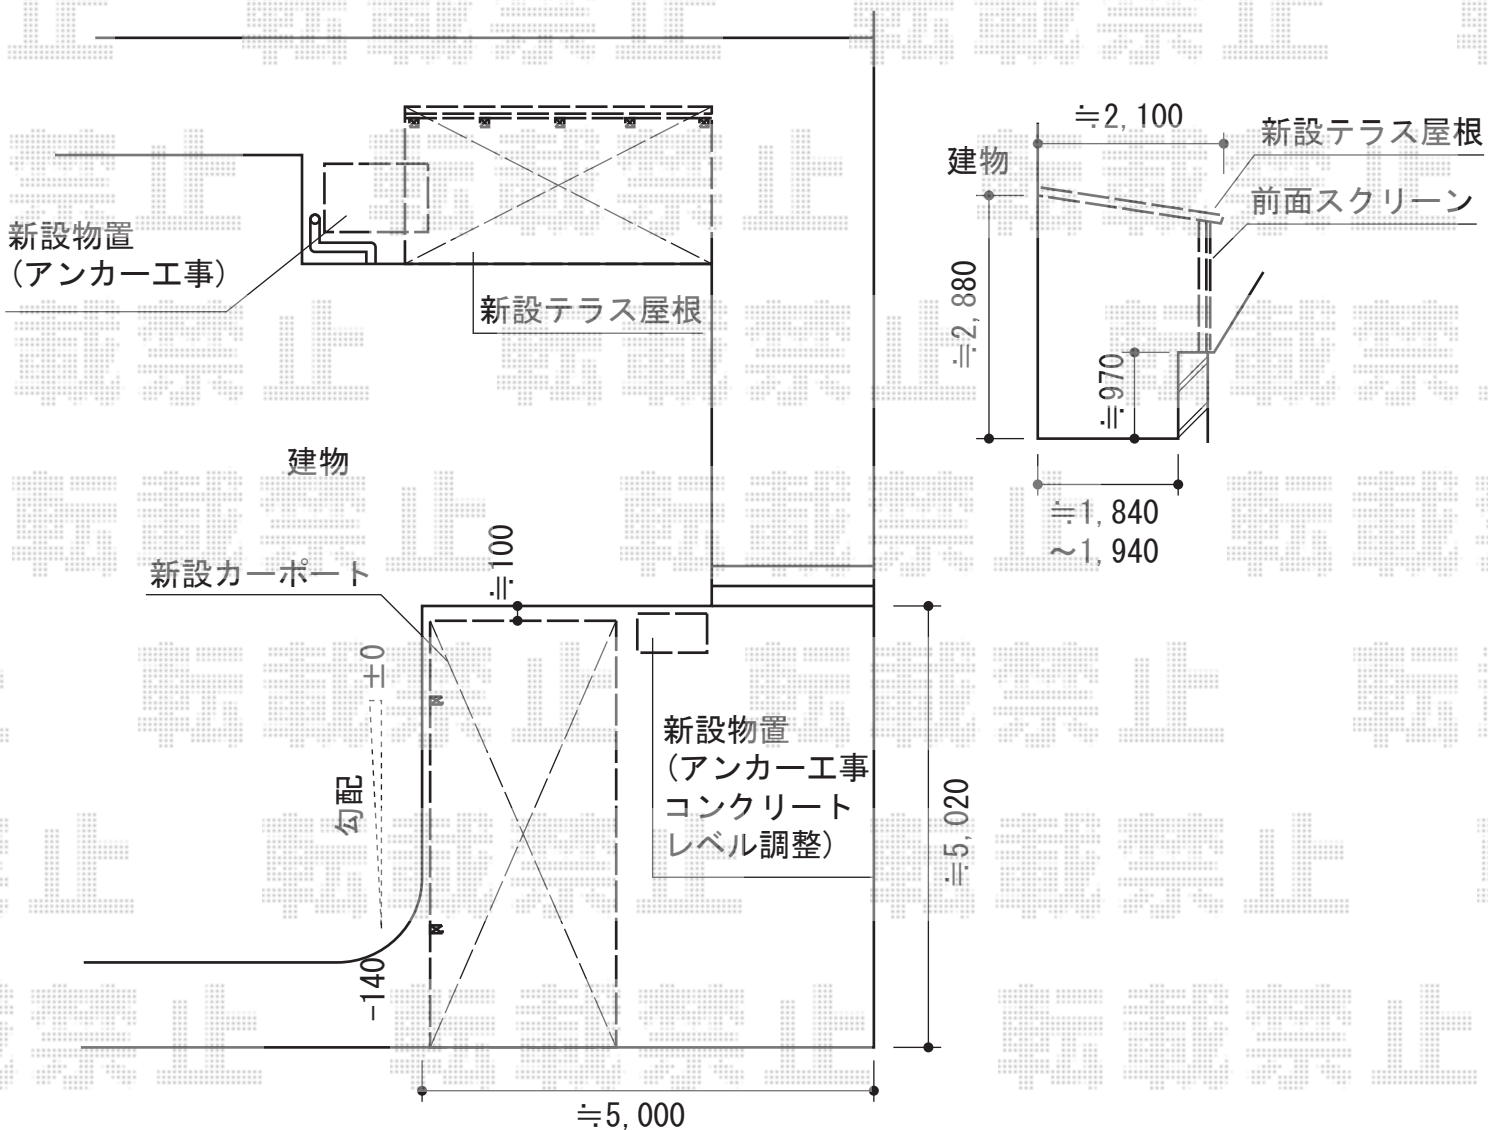 ≒2,100
新設テラス屋根
建物
前面スクリーン
新設物置
(アンカー工事)
≒2,880
新設テラス屋根
≒970
建物
≒1,840
～1,940
≒100
新設カーポート
±0
新設物置
(アンカー工事
コンクリート
レベル調整)
勾配
≒5,020
-140
≒5,000
転載禁止